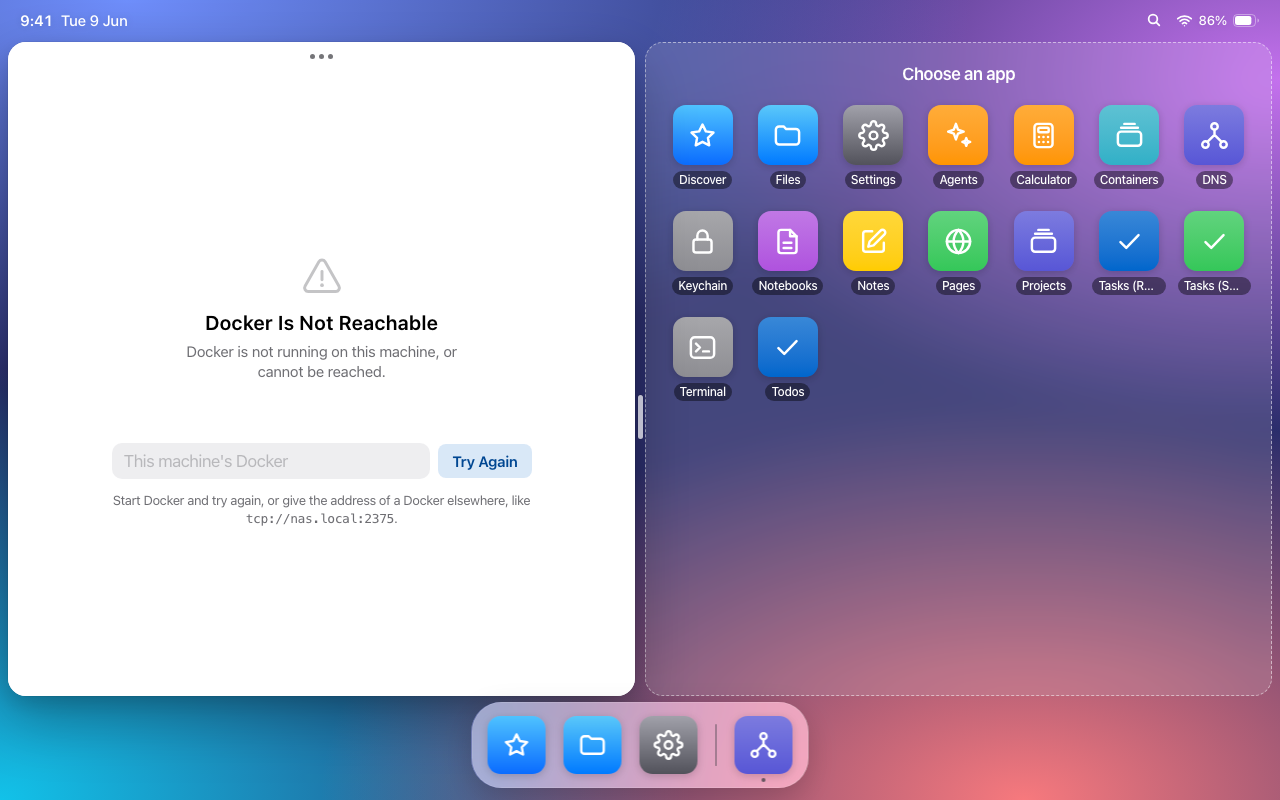 9:41 Tue 9 Jun
86%
Docker Is Not Reachable
Docker is not running on this machine, or
cannot be reached.
This machine's Docker
Try Again
Start Docker and try again, or give the address of a Docker elsewhere, like
tcp://nas.local:2375.
Choose an app
Discover Files Settings Agents Calculator Containers DNS
Keychain Notebooks Notes Pages Projects Tasks (R... Tasks (S...
Terminal Todos